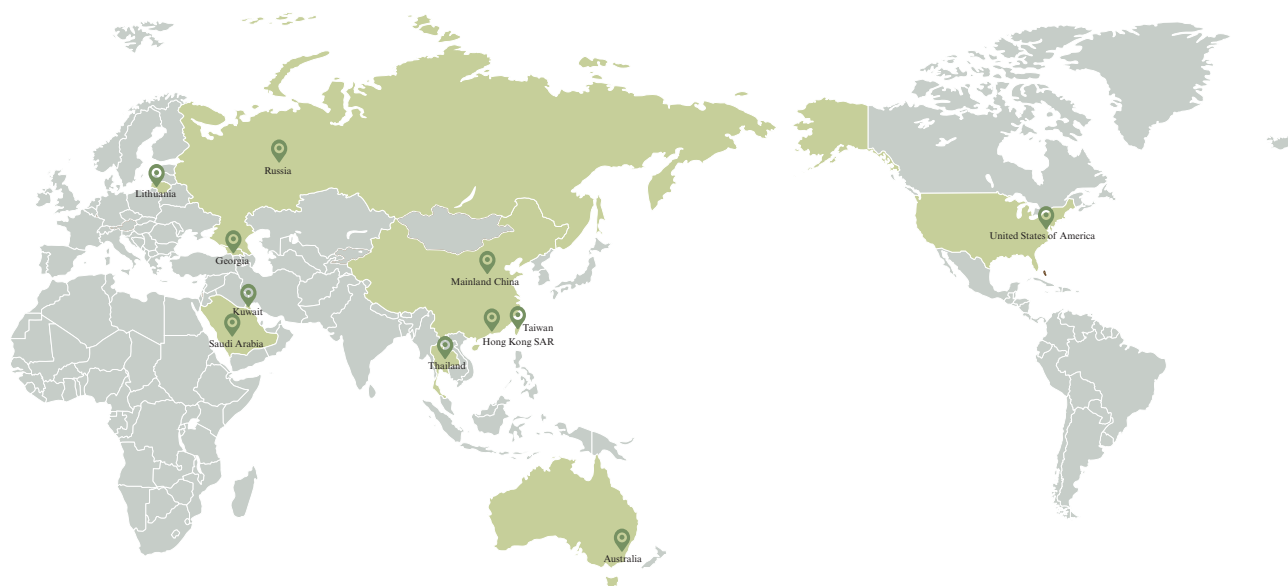 Russia
Lithuania
United States of America
Georgia
Mainland China
Kuwait
Taiwan
Saudi Arabia
Hong Kong SAR
Thailand
Australia